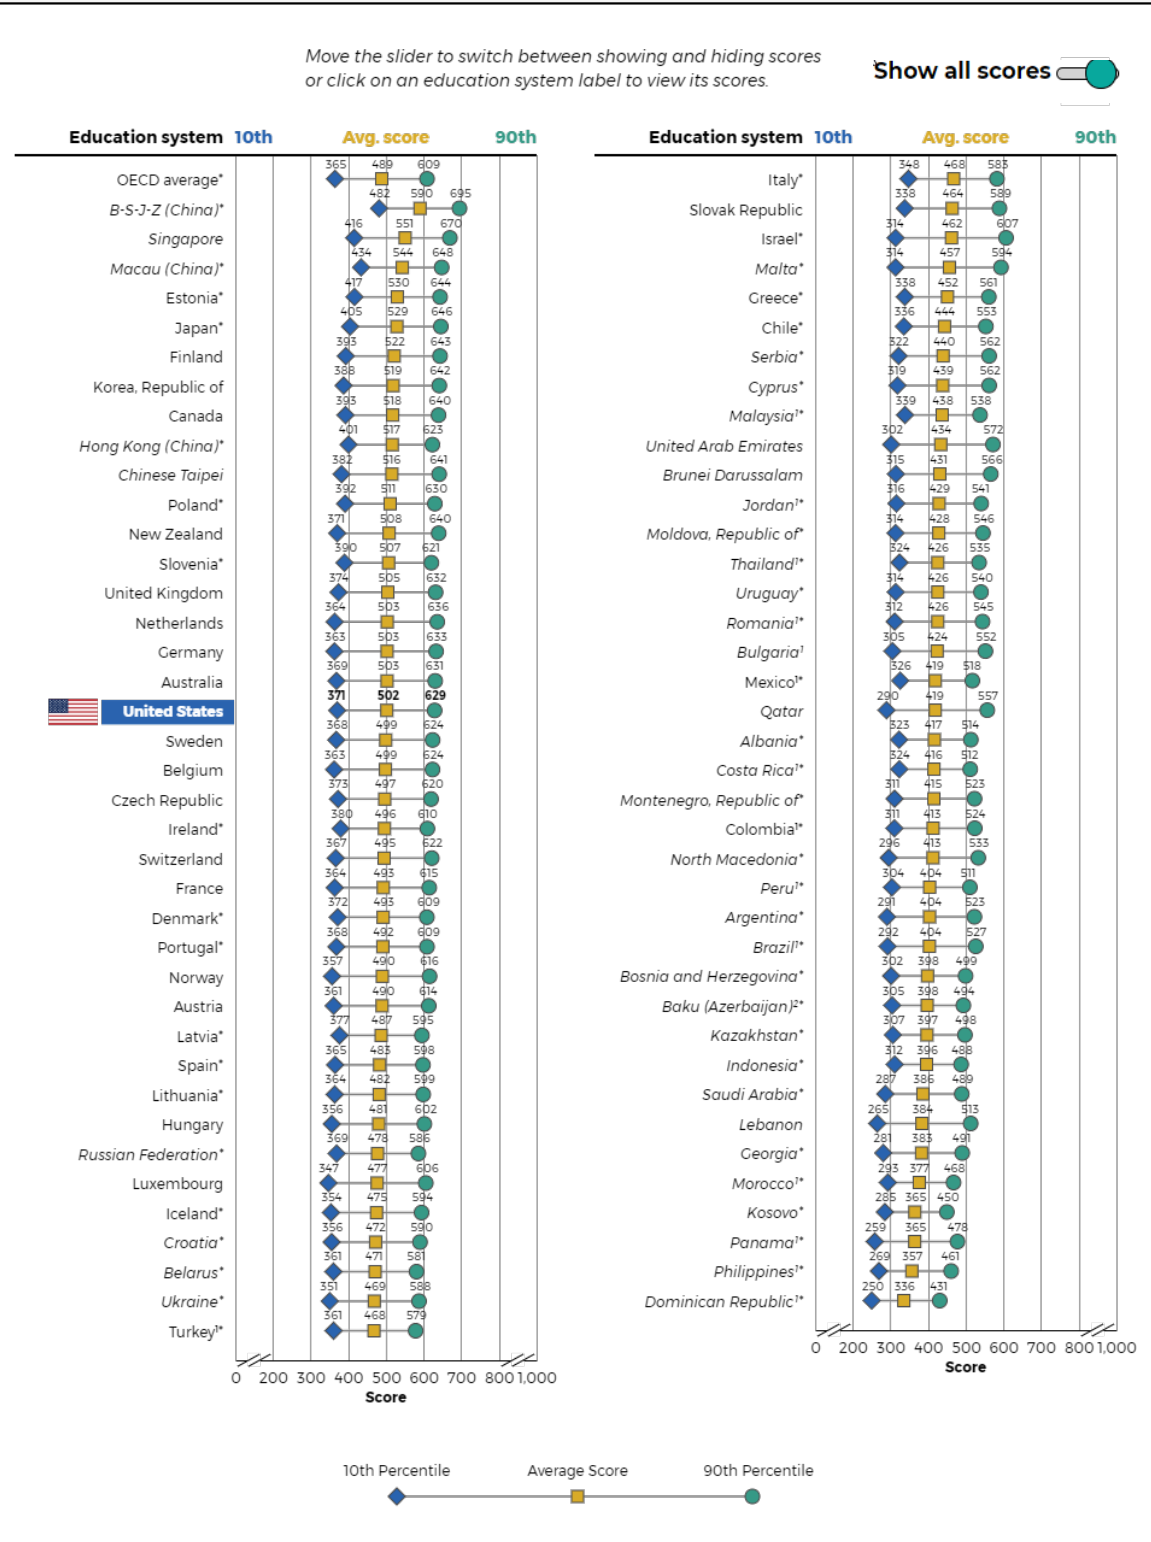 Move the slider to switch between showing and hiding scores
or click on an education system label to view its scores.
Show all scores
Education system 10th Avg. score 90th
OECD average* 365 489 609
B-S-J-Z (China)* 482 590 695
Singapore 416 551 670
Macau (China)* 434 544 648
Estonia* 417 530 644
Japan* 405 529 646
Finland 393 522 643
Korea, Republic of 388 519 642
Canada 393 518 640
Hong Kong (China)* 401 517 623
Chinese Taipei 382 516 641
Poland* 392 511 630
New Zealand 371 508 640
Slovenia* 390 507 621
United Kingdom 374 505 632
Netherlands 364 503 636
Germany 363 503 633
Australia 369 503 631
United States 371 502 629
Sweden 368 499 624
Belgium 363 499 624
Czech Republic 373 497 620
Ireland* 380 496 610
Switzerland 367 495 622
France 364 493 615
Denmark* 372 493 609
Portugal* 368 492 609
Norway 357 490 616
Austria 361 490 614
Latvia* 377 487 595
Spain* 365 483 598
Lithuania* 364 482 599
Hungary 356 481 602
Russian Federation* 369 478 586
Luxembourg 347 477 606
Iceland* 354 475 594
Croatia* 356 472 590
Belarus* 361 471 581
Ukraine* 351 469 588
Turkey¹* 361 468 579
0 200 300 400 500 600 700 800 1,000
Score
Education system 10th Avg. score 90th
Italy* 348 468 583
Slovak Republic 338 464 589
Israel* 314 462 607
Malta* 314 457 594
Greece* 338 452 561
Chile* 336 444 553
Serbia* 322 440 562
Cyprus* 319 439 562
Malaysia¹* 339 438 538
United Arab Emirates 302 434 572
Brunei Darussalam 315 431 566
Jordan¹* 316 429 541
Moldova, Republic of* 314 428 546
Thailand¹* 324 426 535
Uruguay* 314 426 540
Romania¹* 312 426 545
Bulgaria¹ 305 424 552
Mexico¹* 326 419 518
Qatar 290 419 557
Albania* 323 417 514
Costa Rica¹* 324 416 512
Montenegro, Republic of* 311 415 523
Colombia¹* 311 413 524
North Macedonia* 296 413 533
Peru¹* 304 404 511
Argentina* 291 404 523
Brazil¹* 292 404 527
Bosnia and Herzegovina* 302 398 499
Baku (Azerbaijan)²* 305 398 494
Kazakhstan* 307 397 498
Indonesia* 312 396 488
Saudi Arabia* 287 386 489
Lebanon 265 384 513
Georgia* 281 383 491
Morocco¹* 293 377 468
Kosovo* 285 365 450
Panama¹* 259 365 478
Philippines¹* 269 357 461
Dominican Republic¹* 250 336 431
0 200 300 400 500 600 700 800 1,000
Score
10th Percentile Average Score 90th Percentile